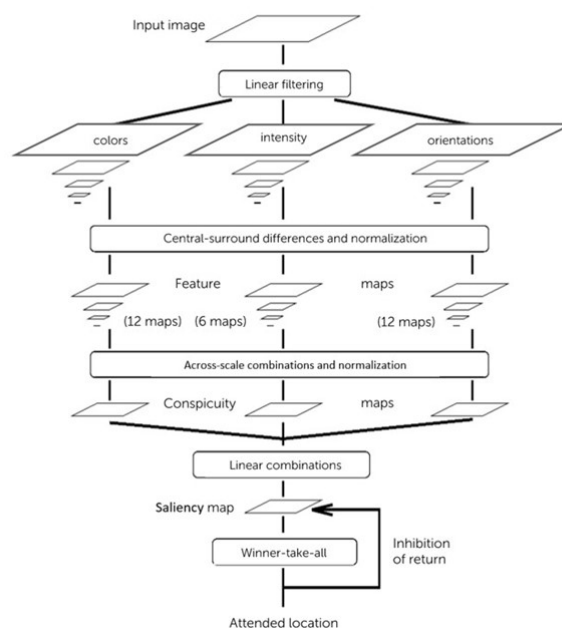 Input image
Linear filtering
colors
intensity
orientations
Central-surround differences and normalization
Feature maps
(12 maps) (6 maps) (12 maps)
Across-scale combinations and normalization
Conspicuity maps
Linear combinations
Saliency map
Winner-take-all
Inhibition
of return
Attended location